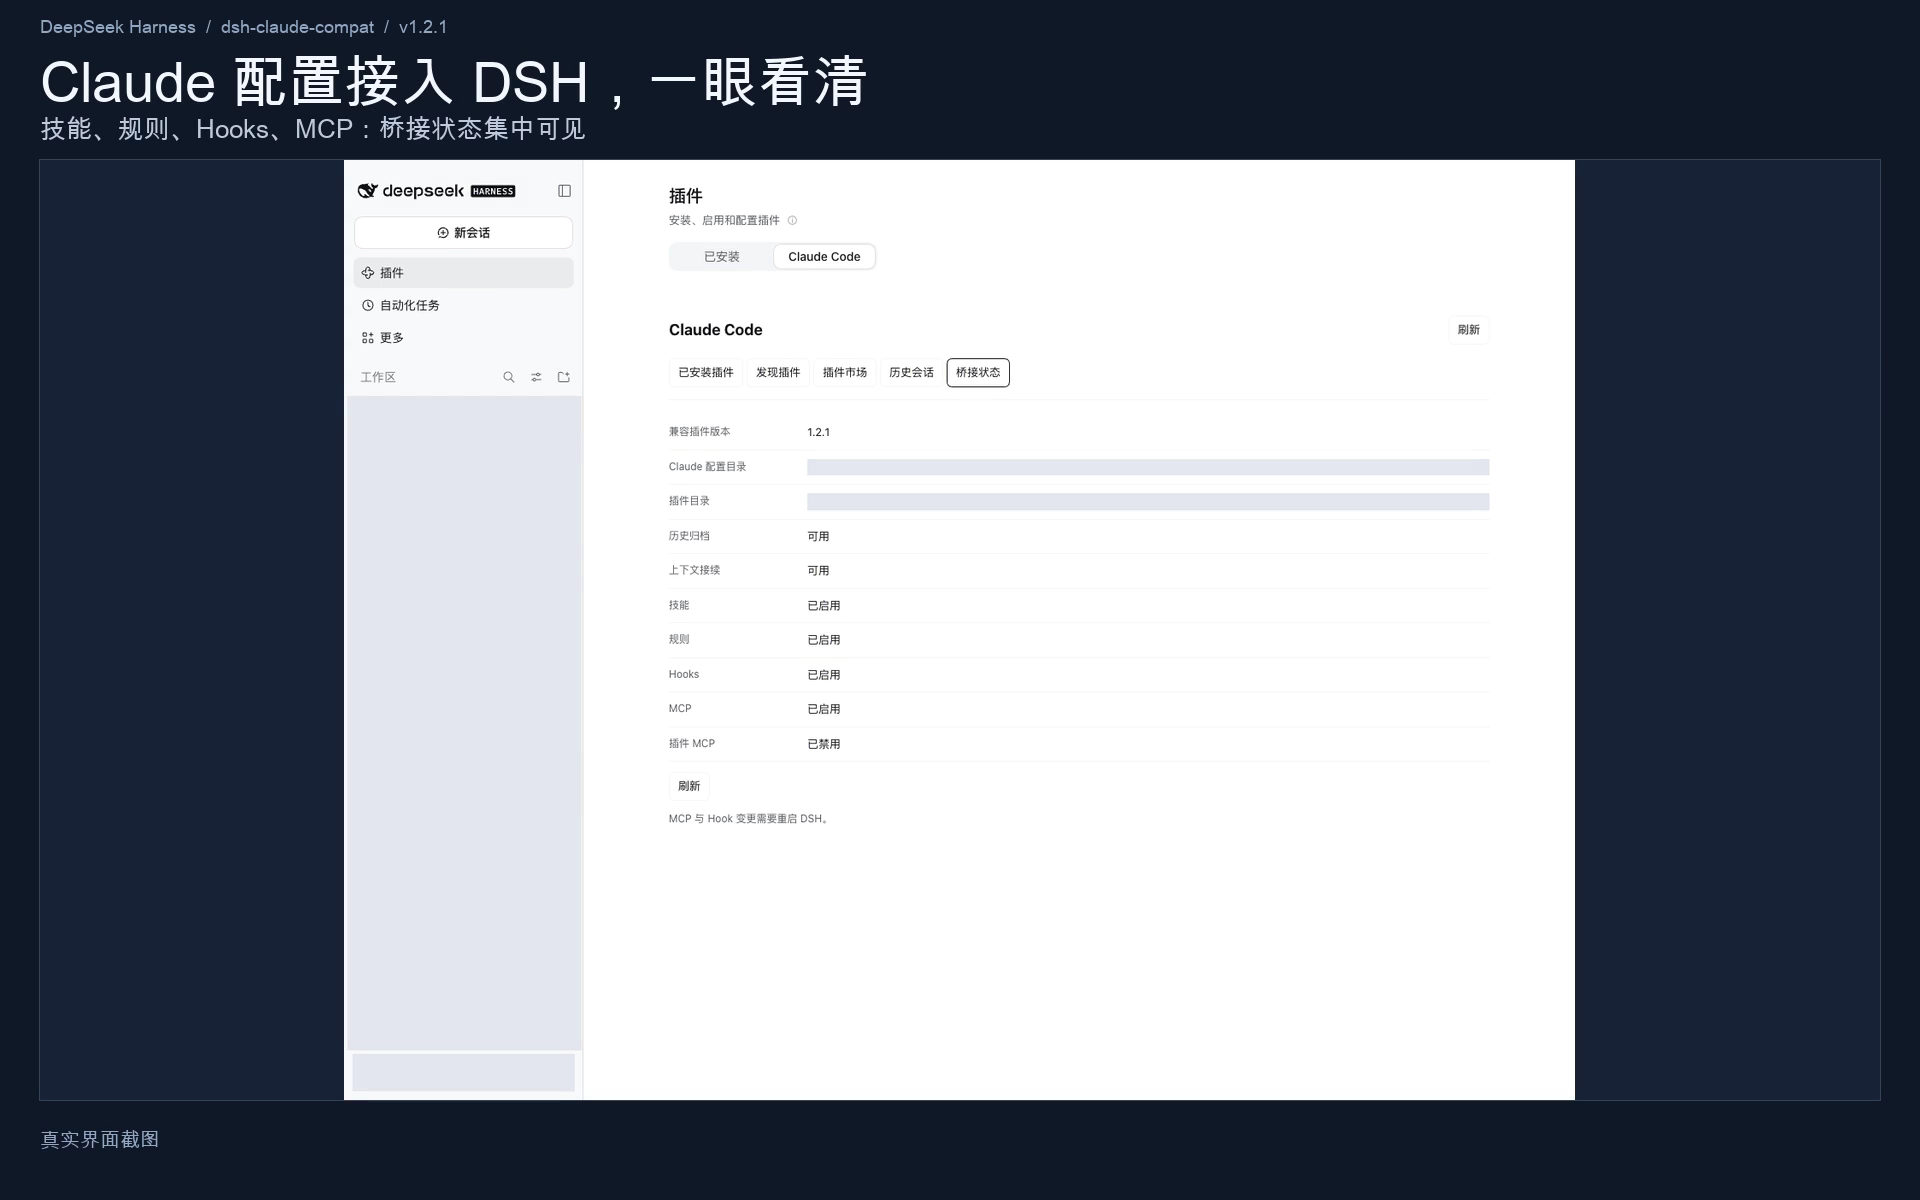 DeepSeek Harness / dsh-claude-compat / v1.2.1
Claude 配置接入 DSH，一眼看清
技能、规则、Hooks、MCP：桥接状态集中可见
deepseek HARNESS
新会话
插件
自动化任务
更多
工作区
插件
安装、启用和配置插件
已安装 Claude Code
Claude Code 刷新
已安装插件 发现插件 插件市场 历史会话 桥接状态
兼容插件版本 1.2.1
Claude 配置目录
插件目录
历史归档 可用
上下文接续 可用
技能 已启用
规则 已启用
Hooks 已启用
MCP 已启用
插件 MCP 已禁用
刷新
MCP 与 Hook 变更需要重启 DSH。
真实界面截图